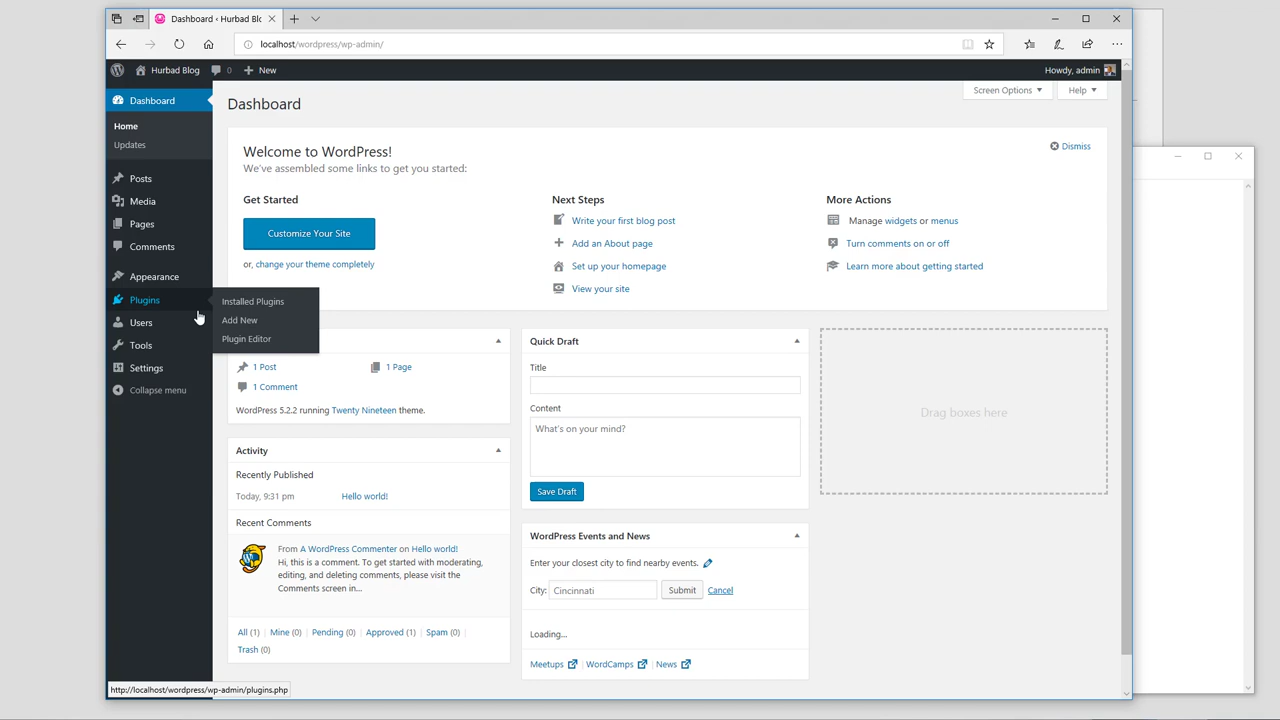 Dashboard ‹ Hurbad Blo
localhost/wordpress/wp-admin/
Hurbad Blog 0 New Howdy, admin
Dashboard
Home
Updates
Posts
Media
Pages
Comments
Appearance
Plugins
Installed Plugins
Add New
Plugin Editor
Users
Tools
Settings
Collapse menu
Screen Options Help
Dashboard
Welcome to WordPress! Dismiss
We've assembled some links to get you started:
Get Started
Customize Your Site
or, change your theme completely
Next Steps
Write your first blog post
Add an About page
Set up your homepage
View your site
More Actions
Manage widgets or menus
Turn comments on or off
Learn more about getting started
1 Post 1 Page
1 Comment
WordPress 5.2.2 running Twenty Nineteen theme.
Activity
Recently Published
Today, 9:31 pm Hello world!
Recent Comments
From A WordPress Commenter on Hello world!
Hi, this is a comment. To get started with moderating,
editing, and deleting comments, please visit the
Comments screen in...
All (1) Mine (0) Pending (0) Approved (1) Spam (0)
Trash (0)
Quick Draft
Title
Content
What's on your mind?
Save Draft
WordPress Events and News
Enter your closest city to find nearby events.
City: Cincinnati Submit Cancel
Loading...
Meetups WordCamps News
Drag boxes here
http://localhost/wordpress/wp-admin/plugins.php